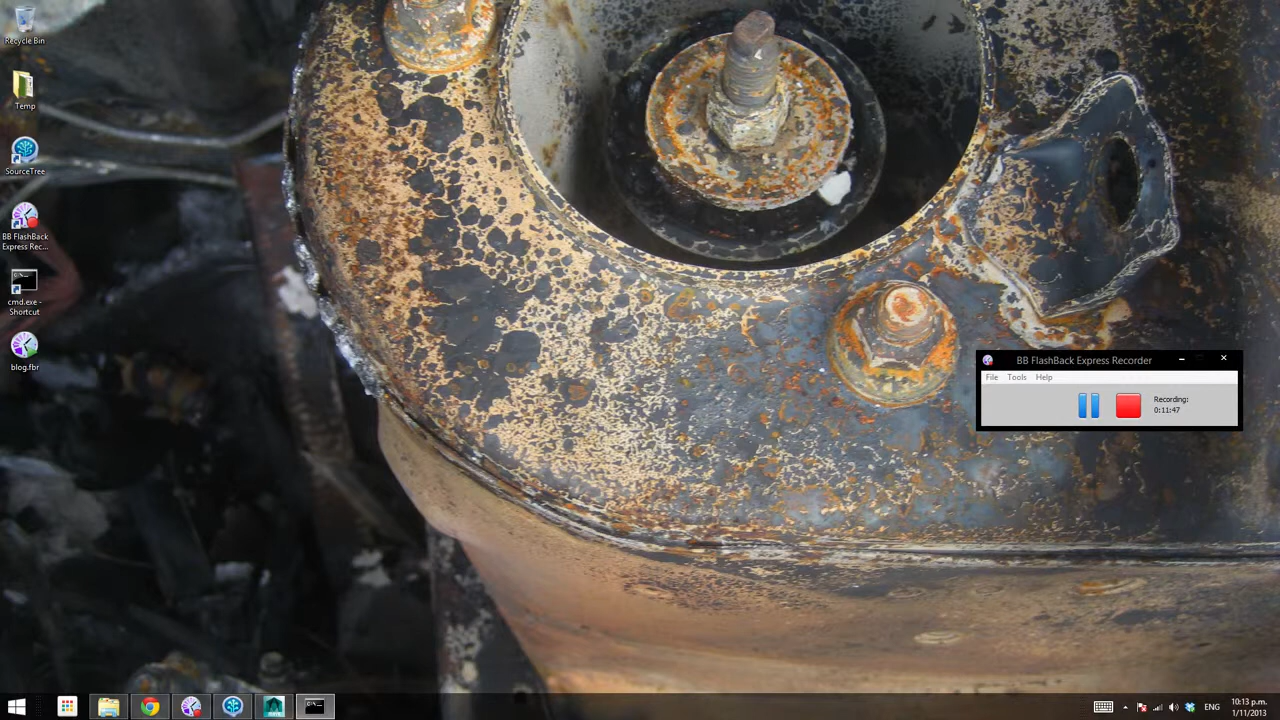 Recycle Bin
Temp
SourceTree
BB FlashBack
Express Rec...
cmd.exe -
Shortcut
blog.fbr
BB FlashBack Express Recorder
File Tools Help
Recording:
0:11:47
ENG
10:13 p.m.
1/11/2013